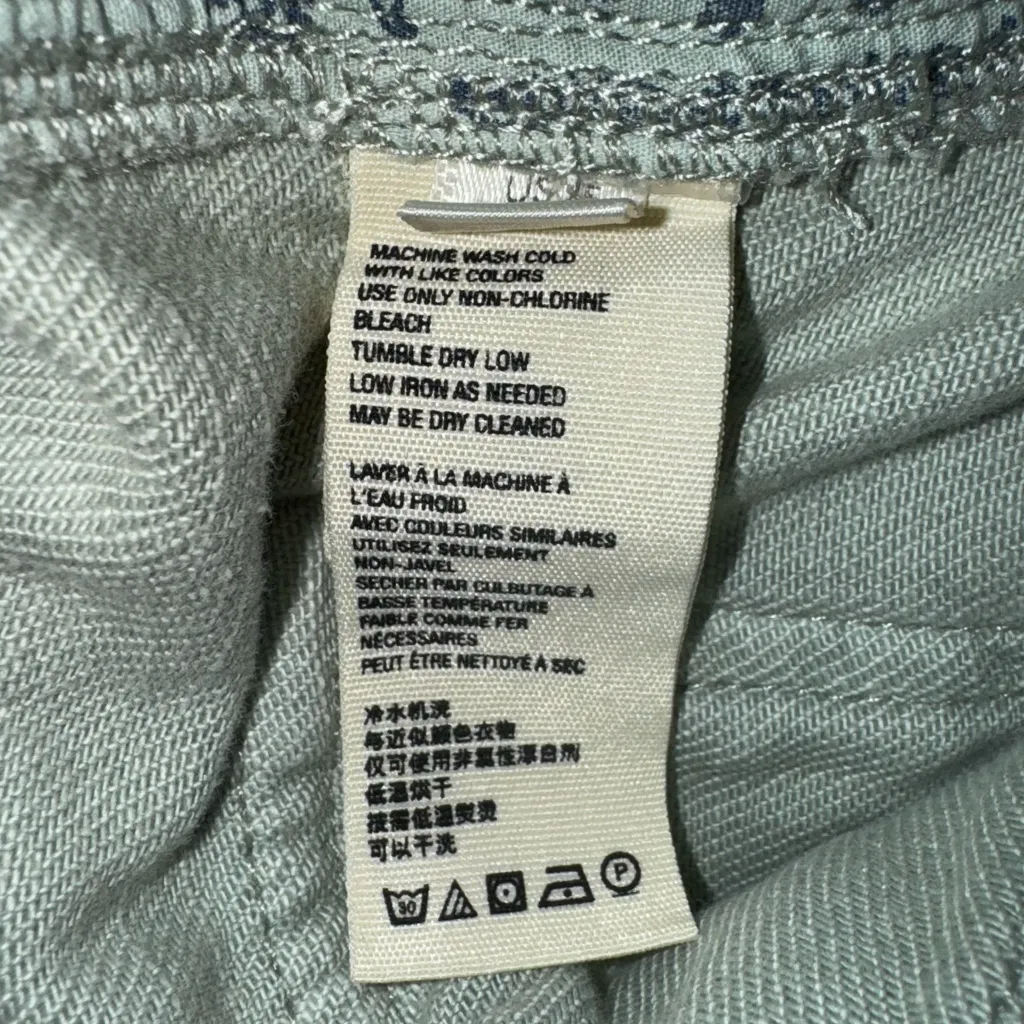 MACHINE WASH COLD
WITH LIKE COLORS
USE ONLY NON-CHLORINE
BLEACH
TUMBLE DRY LOW
LOW IRON AS NEEDED
MAY BE DRY CLEANED
LAVER À LA MACHINE À
L'EAU FROID
AVEC COULEURS SIMILAIRES
UTILISEZ SEULEMENT
NON-JAVEL
SECHER PAR CULBUTAGE À
BASSE TEMPÉRATURE
FAIBLE COMME FER
NÉCESSAIRES
PEUT ÊTRE NETTOYÉ A SEC
冷水机洗
与近似颜色衣物
仅可使用非氯性漂白剂
低温烘干
按需低温熨烫
可以干洗
30 P